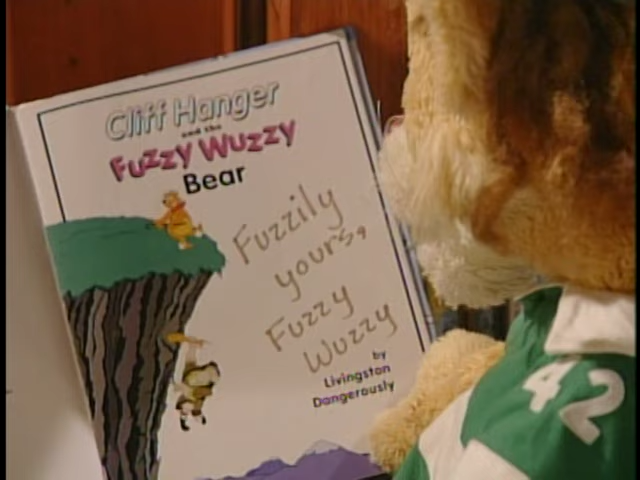 Cliff Hanger
and the
Fuzzy Wuzzy
Bear
Fuzzily
yours,
Fuzzy
Wuzzy
by
Livingston
Dangerously
42